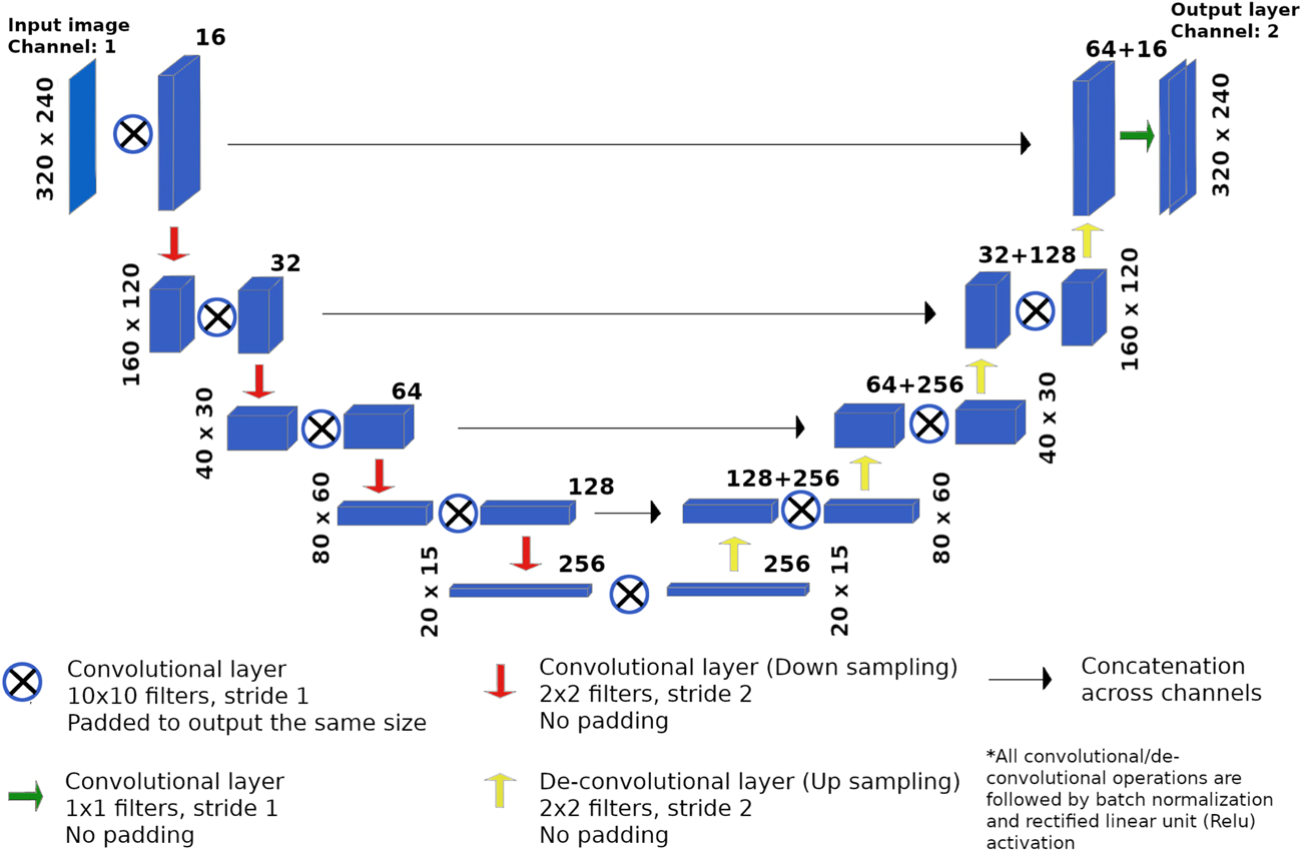 Input image
Channel: 1
16
320 x 240
64+16
Output layer
Channel: 2
320 x 240
160 x 120
32
32+128
160 x 120
40 x 30
64
64+256
40 x 30
80 x 60
128
128+256
80 x 60
20 x 15
256
256
20 x 15
Convolutional layer
10x10 filters, stride 1
Padded to output the same size
Convolutional layer (Down sampling)
2x2 filters, stride 2
No padding
Concatenation
across channels
Convolutional layer
1x1 filters, stride 1
No padding
De-convolutional layer (Up sampling)
2x2 filters, stride 2
No padding
*All convolutional/de-
convolutional operations are
followed by batch normalization
and rectified linear unit (Relu)
activation